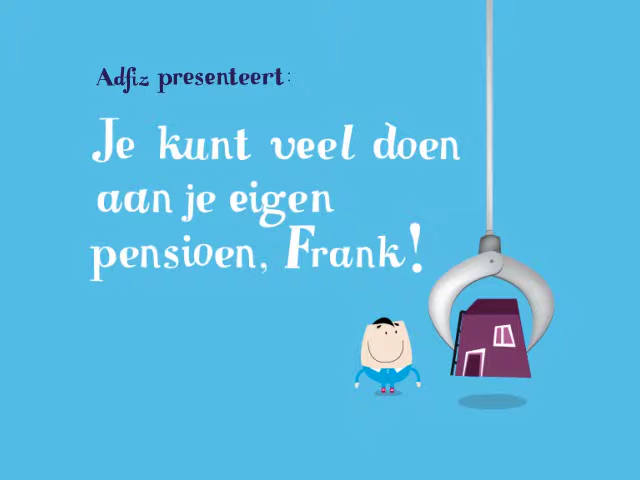 Adfiz presenteert:
Je kunt veel doen
aan je eigen
pensioen, Frank!